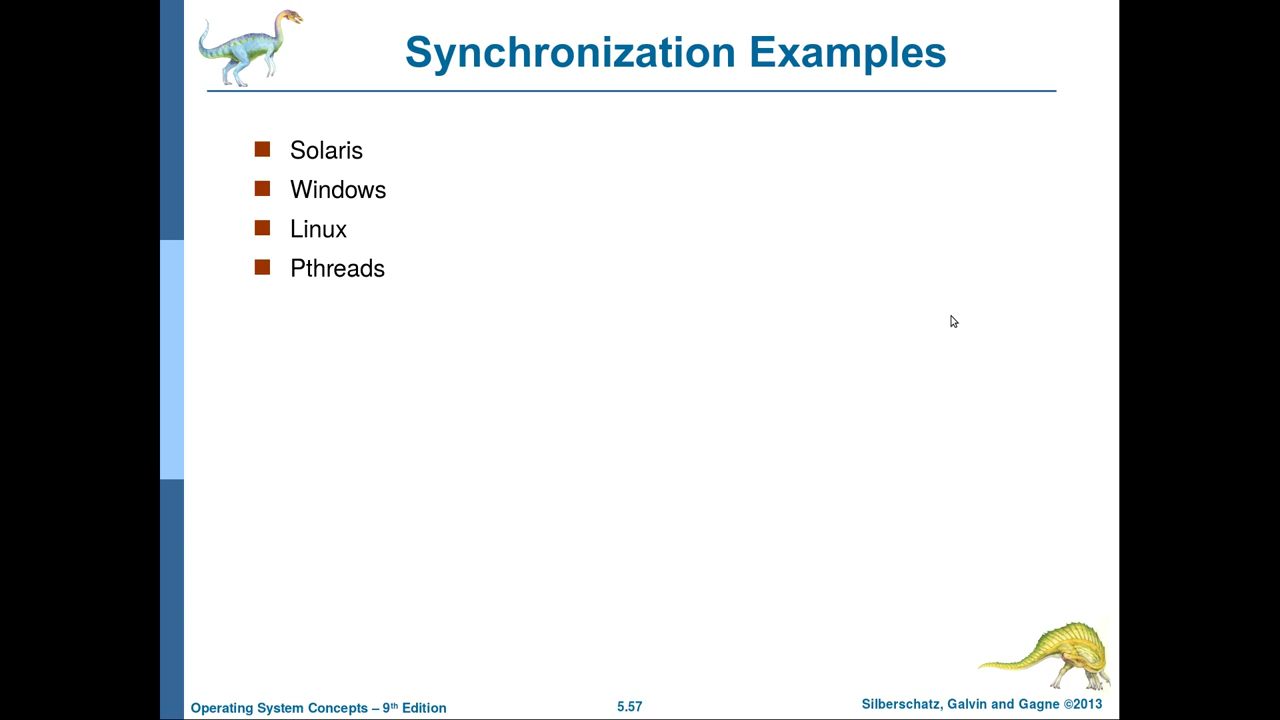 Synchronization Examples
Solaris
Windows
Linux
Pthreads
Operating System Concepts – 9th Edition
5.57
Silberschatz, Galvin and Gagne ©2013